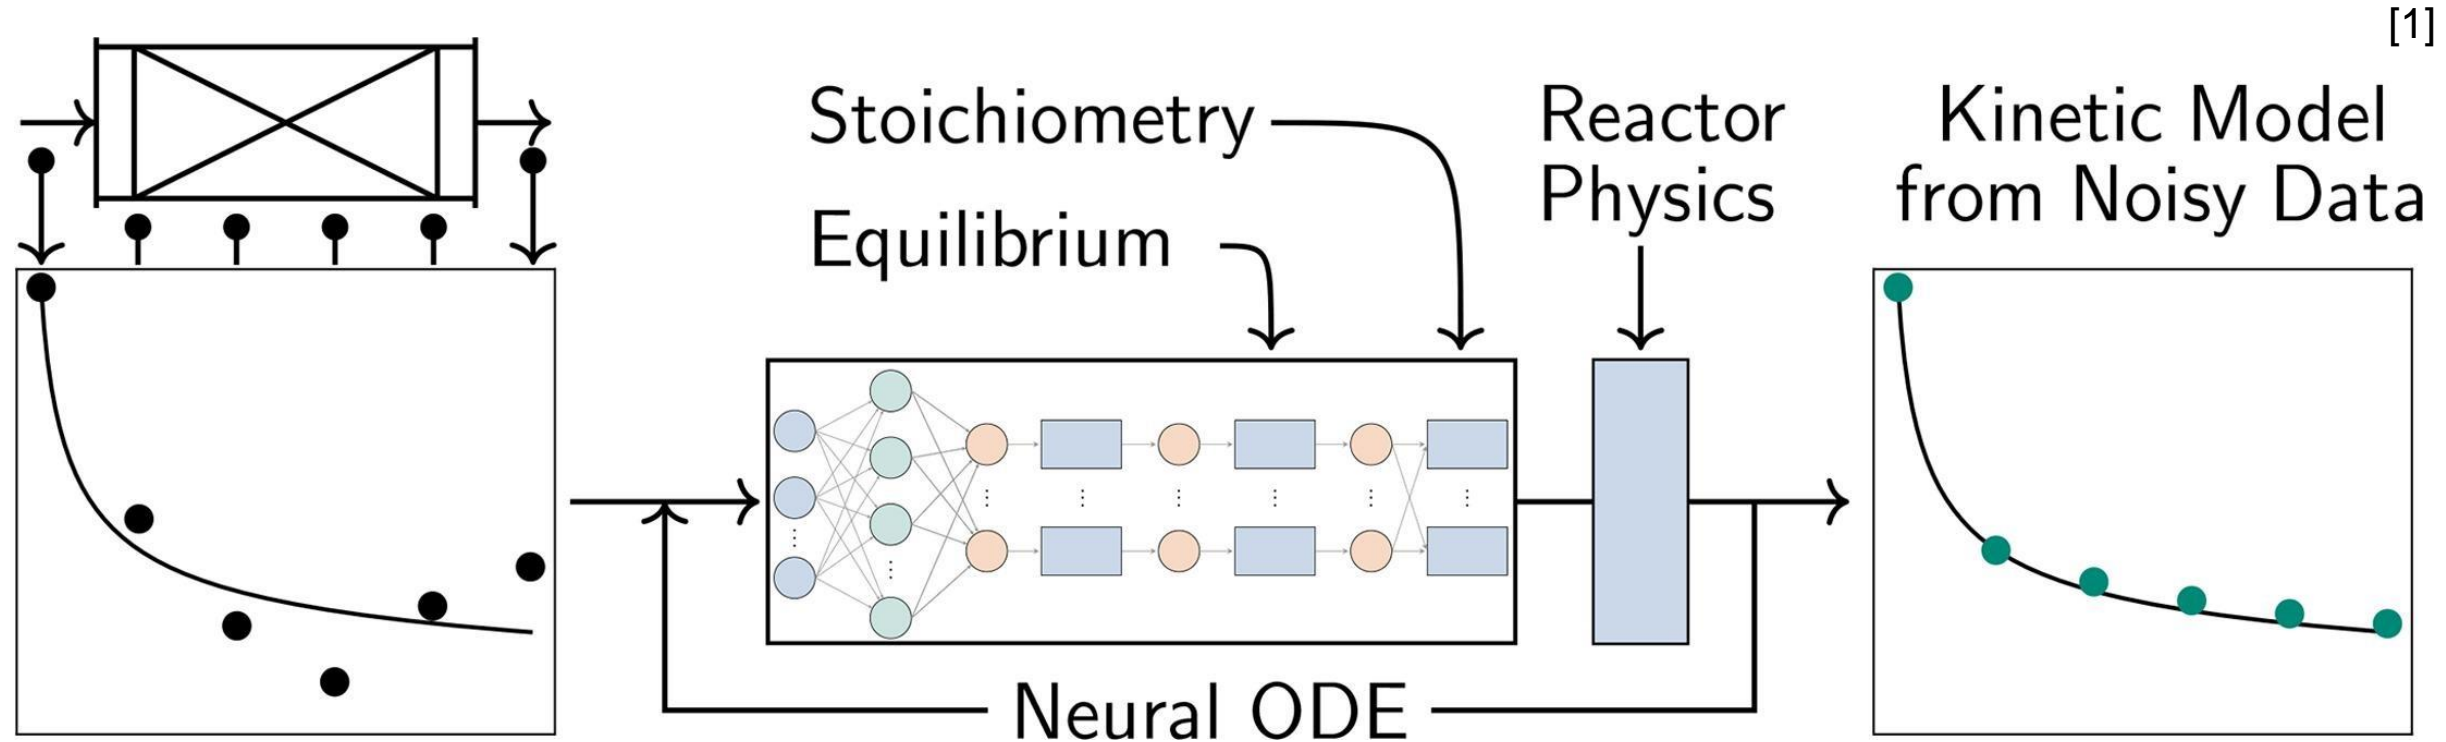 [1]
Stoichiometry
Equilibrium
Reactor
Physics
Kinetic Model
from Noisy Data
Neural ODE